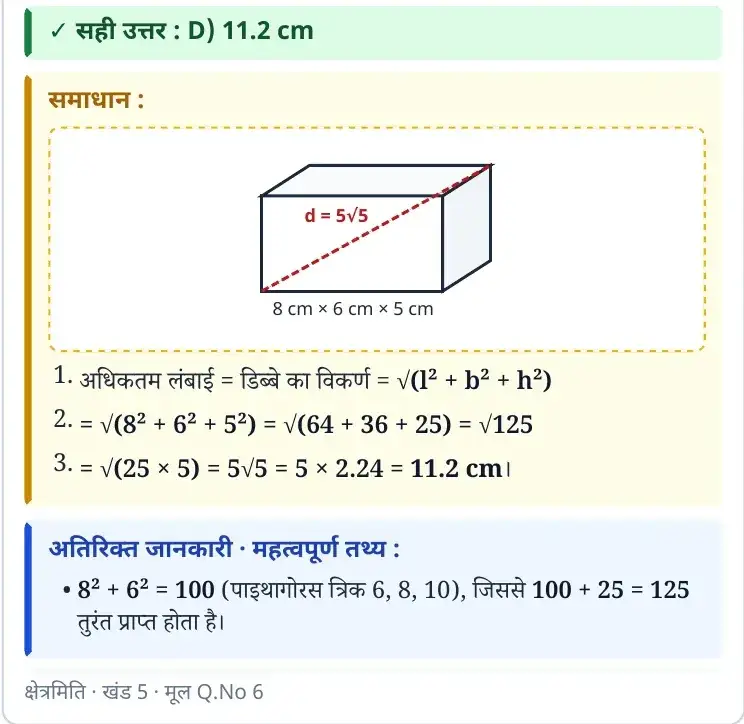 ✓ सही उत्तर : D) 11.2 cm
समाधान :
d = 5√5
8 cm × 6 cm × 5 cm
1. अधिकतम लंबाई = डिब्बे का विकर्ण = √(l² + b² + h²)
2. = √(8² + 6² + 5²) = √(64 + 36 + 25) = √125
3. = √(25 × 5) = 5√5 = 5 × 2.24 = 11.2 cm।
अतिरिक्त जानकारी · महत्वपूर्ण तथ्य :
• 8² + 6² = 100 (पाइथागोरस त्रिक 6, 8, 10), जिससे 100 + 25 = 125
तुरंत प्राप्त होता है।
क्षेत्रमिति · खंड 5 · मूल Q.No 6